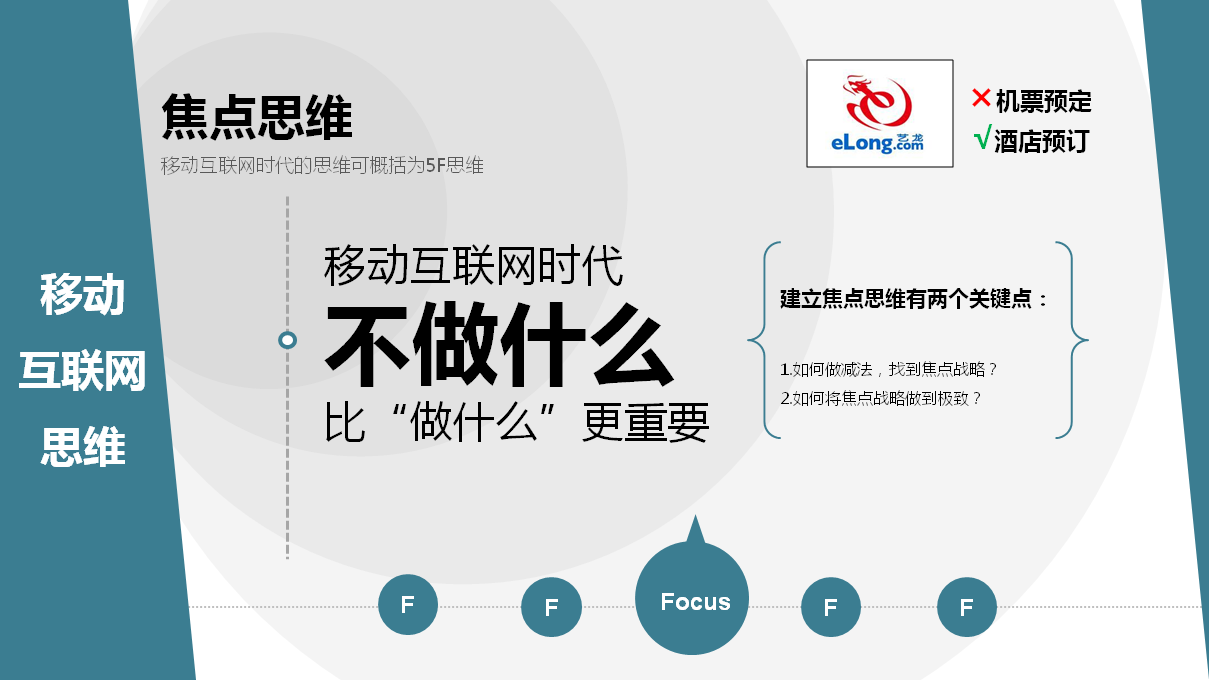 焦点思维
移动互联网时代的思维可概括为5F思维
eLong.com
艺龙
×机票预定
√酒店预订
移动
互联网
思维
移动互联网时代
不做什么
比“做什么”更重要
建立焦点思维有两个关键点：
1.如何做减法，找到焦点战略？
2.如何将焦点战略做到极致？
F
F
Focus
F
F